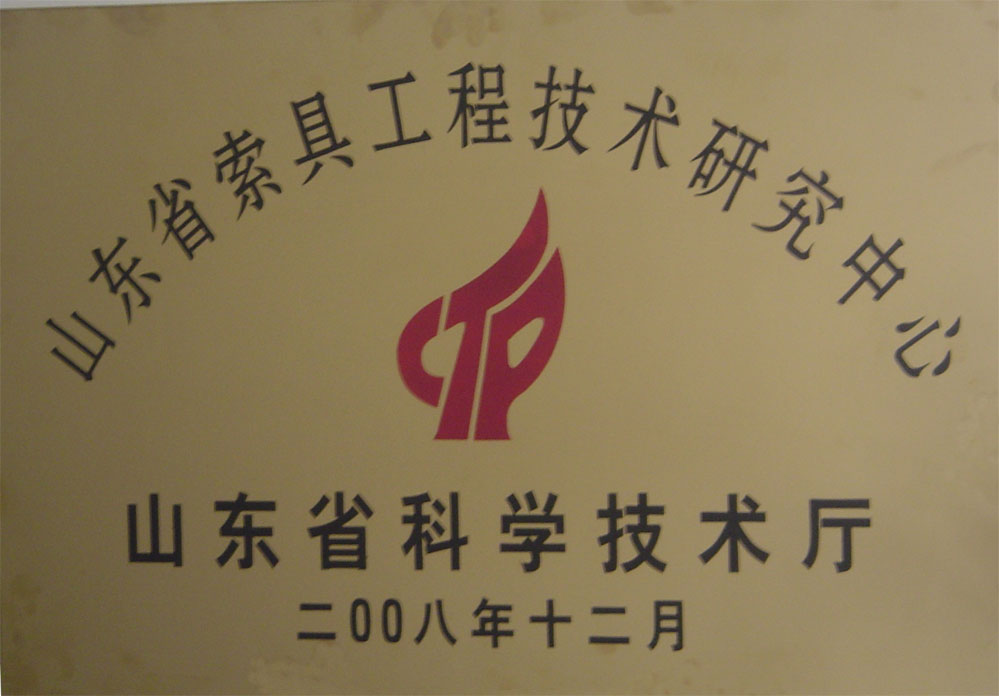 山东省索具工程技术研究中心
CTP
山东省科学技术厅
二00八年十二月